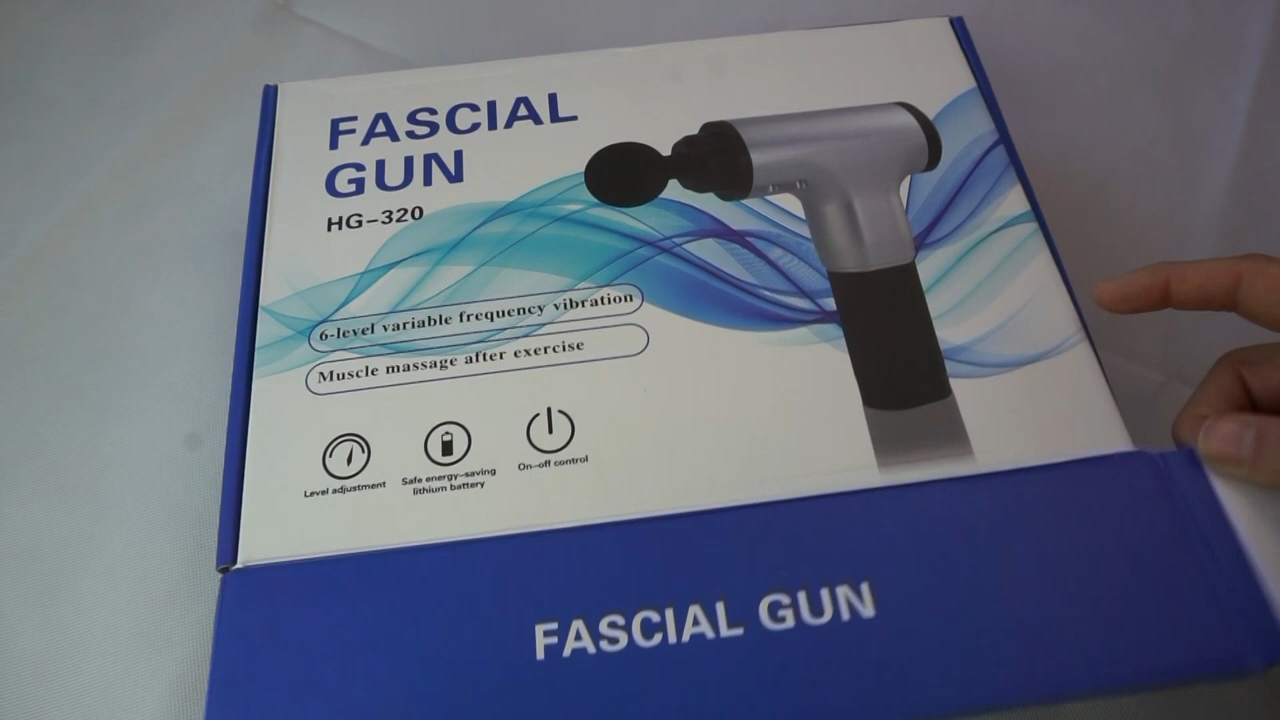 FASCIAL
GUN
HG-320
6-level variable frequency vibration
Muscle massage after exercise
Level adjustment
Safe energy-saving
lithium battery
On-off control
FASCIAL GUN